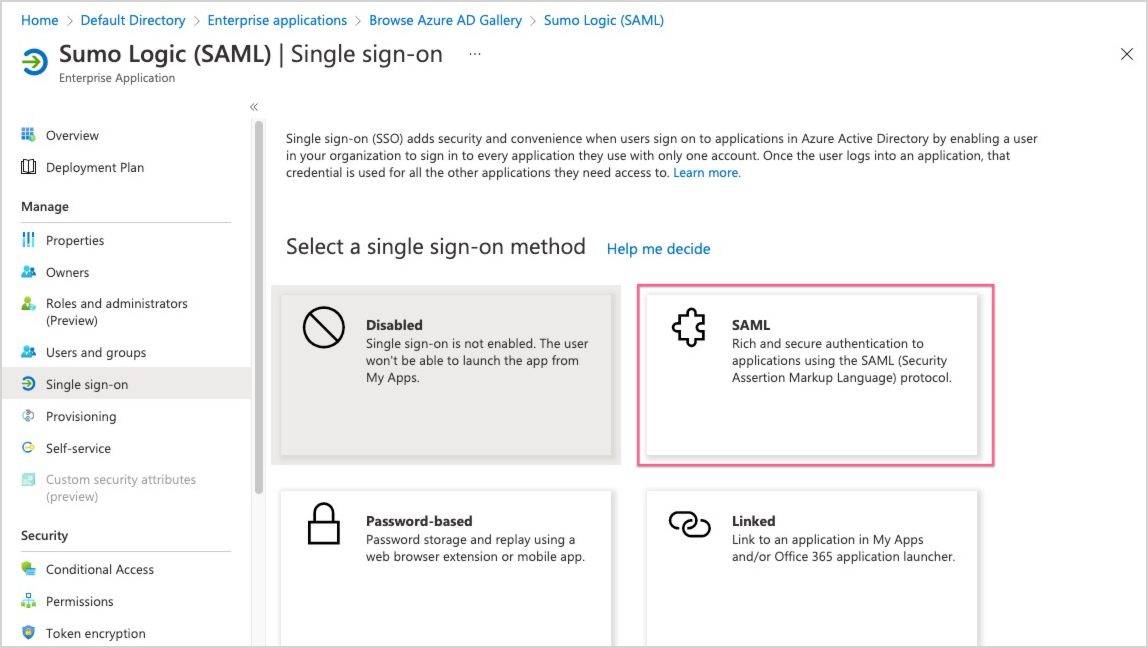 Home > Default Directory > Enterprise applications > Browse Azure AD Gallery > Sumo Logic (SAML)
Sumo Logic (SAML) | Single sign-on ...
Enterprise Application
«
Overview
Deployment Plan
Manage
Properties
Owners
Roles and administrators
(Preview)
Users and groups
Single sign-on
Provisioning
Self-service
Custom security attributes
(preview)
Security
Conditional Access
Permissions
Token encryption
Single sign-on (SSO) adds security and convenience when users sign on to applications in Azure Active Directory by enabling a user
in your organization to sign in to every application they use with only one account. Once the user logs into an application, that
credential is used for all the other applications they need access to. Learn more.
Select a single sign-on method Help me decide
Disabled
Single sign-on is not enabled. The user
won't be able to launch the app from
My Apps.
SAML
Rich and secure authentication to
applications using the SAML (Security
Assertion Markup Language) protocol.
Password-based
Password storage and replay using a
web browser extension or mobile app.
Linked
Link to an application in My Apps
and/or Office 365 application launcher.